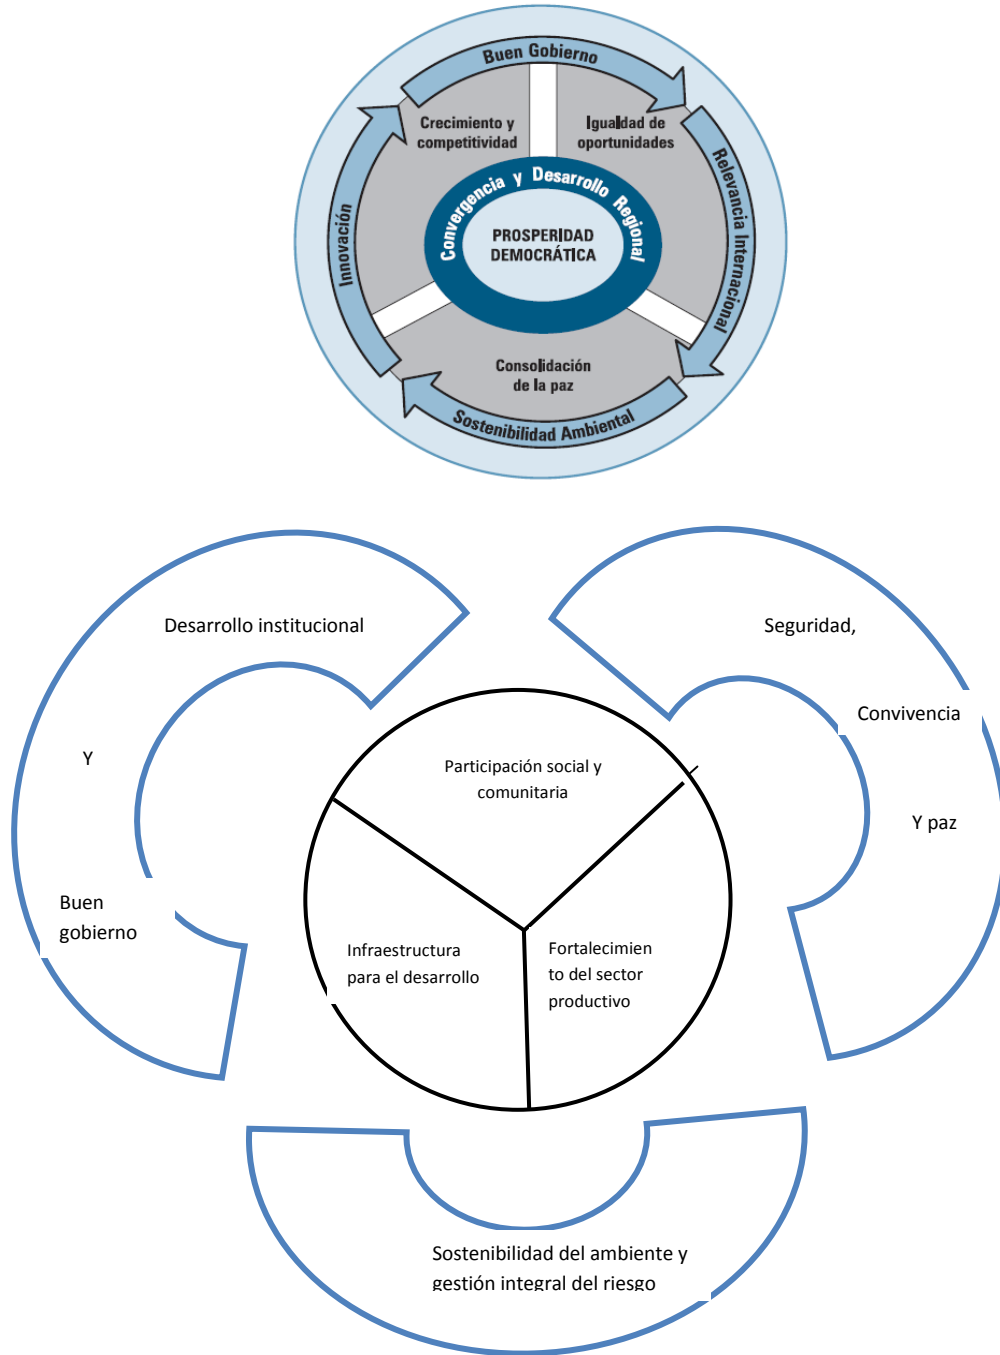 Buen Gobierno
Crecimiento y
competitividad
Igualdad de
oportunidades
Relevancia Internacional
Innovación
Convergencia y Desarrollo Regional
PROSPERIDAD
DEMOCRÁTICA
Consolidación
de la paz
Sostenibilidad Ambiental
Desarrollo institucional
Seguridad,
Convivencia
Y
Participación social y
comunitaria
Y paz
Buen
gobierno
Infraestructura
para el desarrollo
Fortalecimien
to del sector
productivo
Sostenibilidad del ambiente y
gestión integral del riesgo